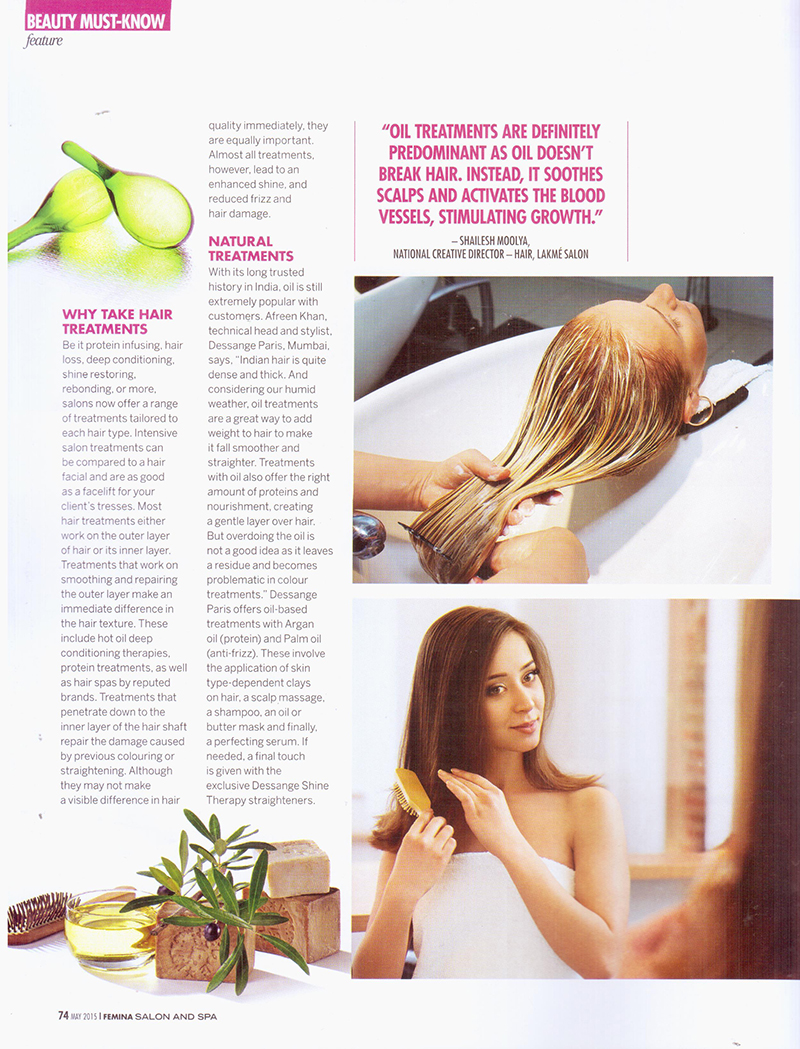 BEAUTY MUST-KNOW
feature
WHY TAKE HAIR
TREATMENTS
Be it protein infusing, hair
loss, deep conditioning,
shine restoring,
rebonding, or more,
salons now offer a range
of treatments tailored to
each hair type. Intensive
salon treatments can
be compared to a hair
facial and are as good
as a facelift for your
client's tresses. Most
hair treatments either
work on the outer layer
of hair or its inner layer.
Treatments that work on
smoothing and repairing
the outer layer make an
immediate difference in
the hair texture. These
include hot oil deep
conditioning therapies,
protein treatments, as well
as hair spas by reputed
brands. Treatments that
penetrate down to the
inner layer of the hair shaft
repair the damage caused
by previous colouring or
straightening. Although
they may not make
a visible difference in hair
quality immediately, they
are equally important.
Almost all treatments,
however, lead to an
enhanced shine, and
reduced frizz and
hair damage.
NATURAL
TREATMENTS
With its long trusted
history in India, oil is still
extremely popular with
customers. Afreen Khan,
technical head and stylist,
Dessange Paris, Mumbai,
says, "Indian hair is quite
dense and thick. And
considering our humid
weather, oil treatments
are a great way to add
weight to hair to make
it fall smoother and
straighter. Treatments
with oil also offer the right
amount of proteins and
nourishment, creating
a gentle layer over hair.
But overdoing the oil is
not a good idea as it leaves
a residue and becomes
problematic in colour
treatments." Dessange
Paris offers oil-based
treatments with Argan
oil (protein) and Palm oil
(anti-frizz). These involve
the application of skin
type-dependent clays
on hair, a scalp massage,
a shampoo, an oil or
butter mask and finally,
a perfecting serum. If
needed, a final touch
is given with the
exclusive Dessange Shine
Therapy straighteners.
"OIL TREATMENTS ARE DEFINITELY
PREDOMINANT AS OIL DOESN'T
BREAK HAIR. INSTEAD, IT SOOTHES
SCALPS AND ACTIVATES THE BLOOD
VESSELS, STIMULATING GROWTH."
– SHAILESH MOOLYA,
NATIONAL CREATIVE DIRECTOR – HAIR, LAKMÉ SALON
74 MAY 2015 | FEMINA SALON AND SPA